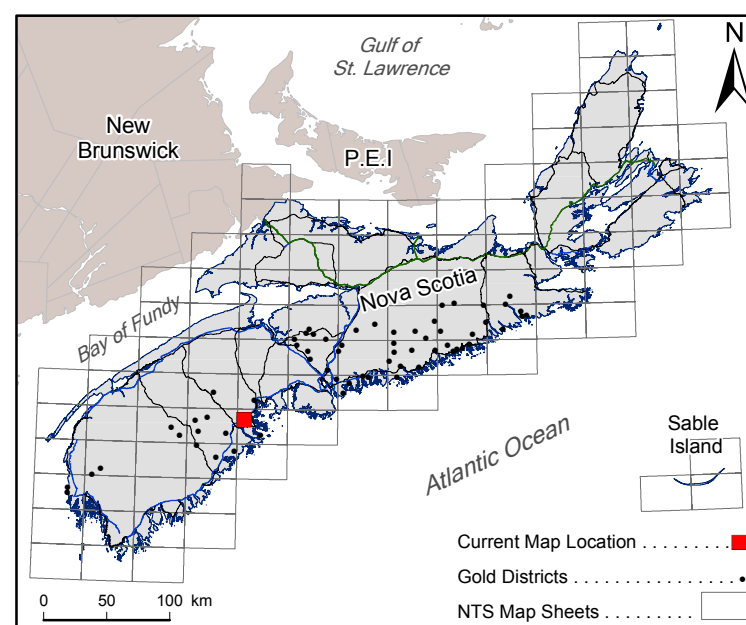 N
Gulf of
St. Lawrence
New
Brunswick
P.E.I
Nova Scotia
Bay of Fundy
Atlantic Ocean
Sable
Island
Current Map Location . . . . . . . . .
Gold Districts . . . . . . . . . . . . . . . .
NTS Map Sheets . . . . . . . . .
0 50 100 km